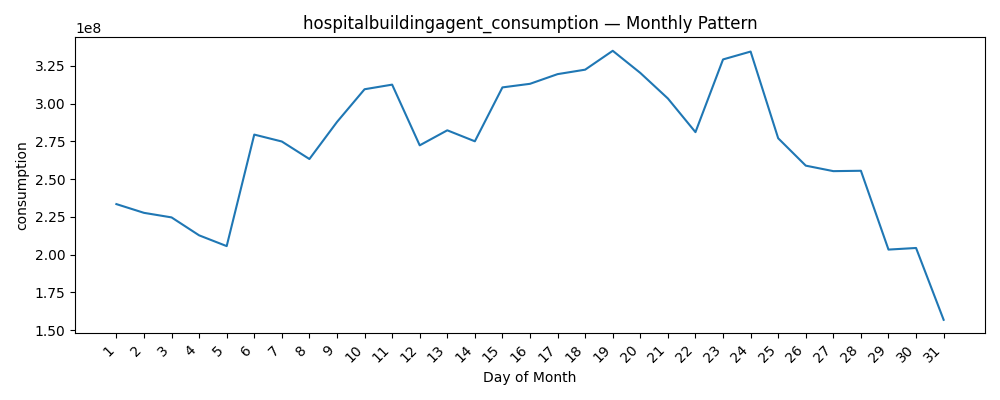 hospitalbuildingagent_consumption — Monthly Pattern
1e8
3.25
3.00
2.75
2.50
2.25
2.00
1.75
1.50
consumption
1 2 3 4 5 6 7 8 9 10 11 12 13 14 15 16 17 18 19 20 21 22 23 24 25 26 27 28 29 30 31
Day of Month